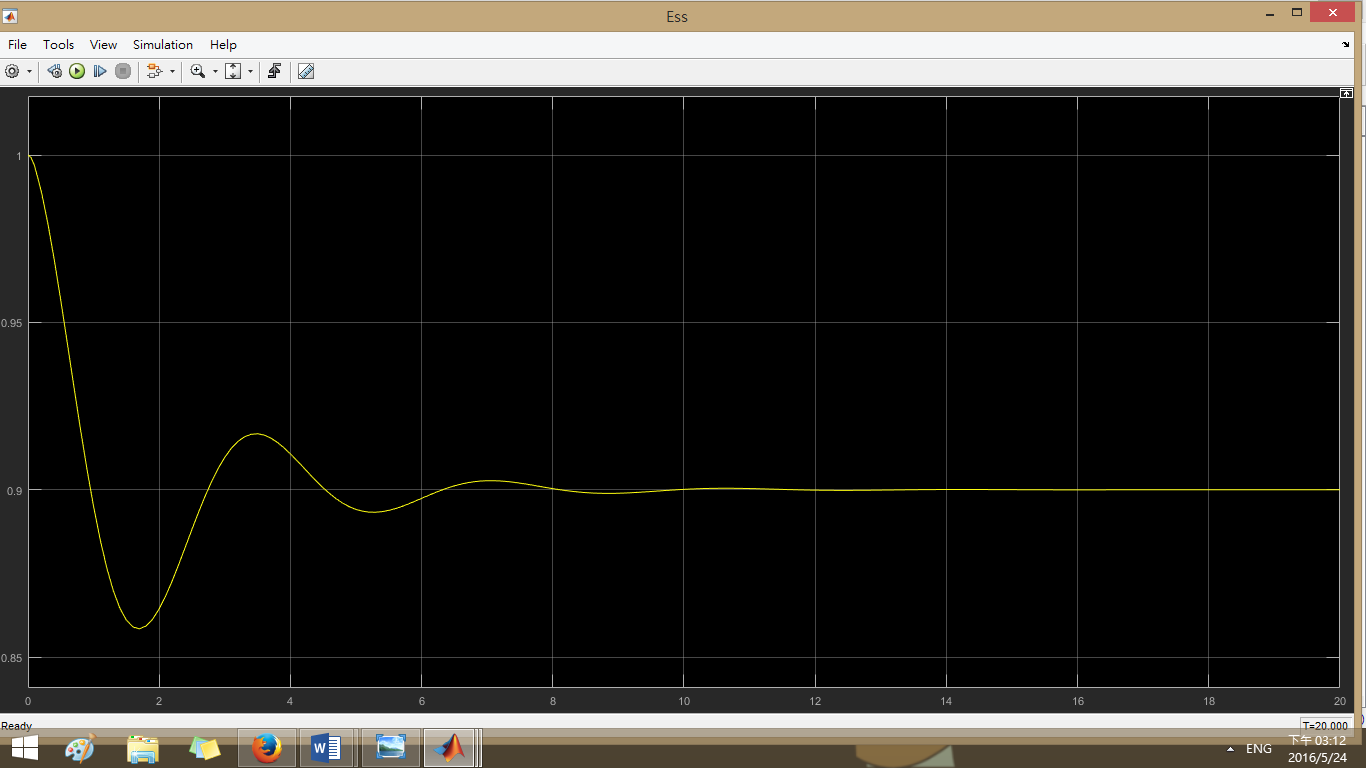 Ess
File Tools View Simulation Help
1
0.95
0.9
0.85
0 2 4 6 8 10 12 14 16 18 20
Ready
T=20.000
ENG
下午 03:12
2016/5/24